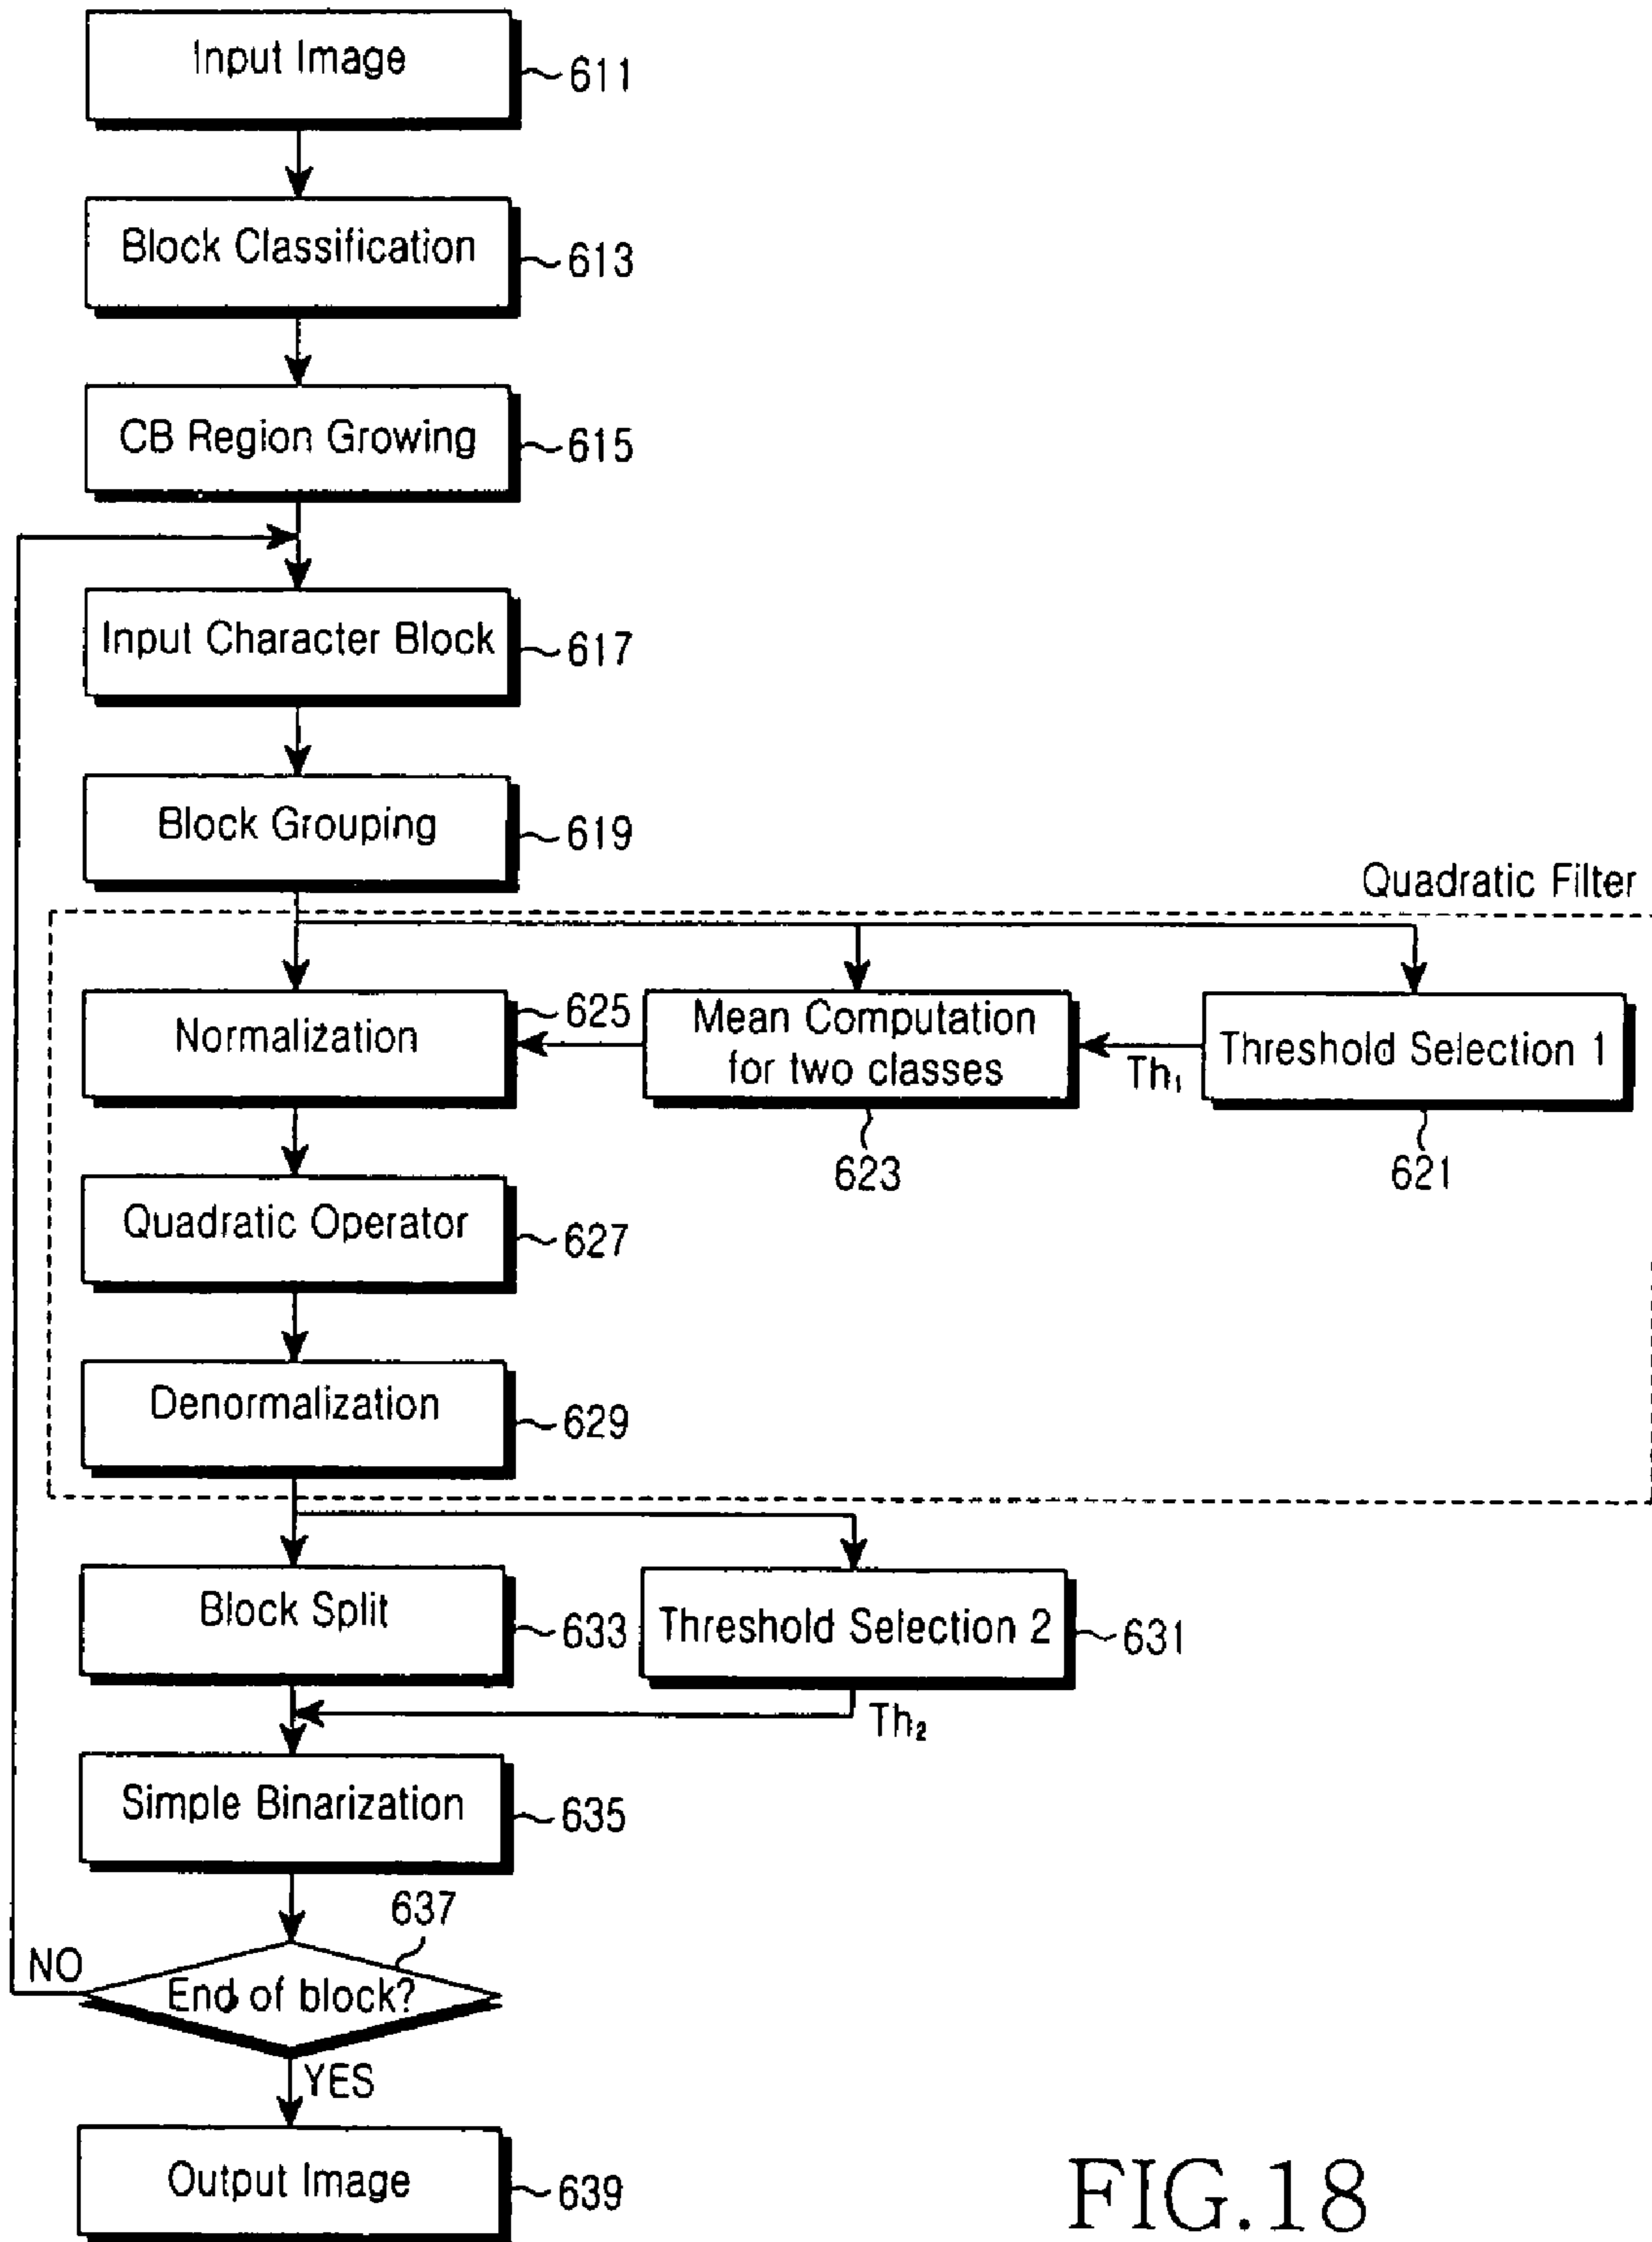 Input Image
611
Block Classification
613
CB Region Growing
615
Input Character Block
617
Block Grouping
619
Quadratic Filter
Normalization
625
Mean Computation
for two classes
623
Th₁
Threshold Selection 1
621
Quadratic Operator
627
Denormalization
629
Block Split
633
Threshold Selection 2
631
Th₂
Simple Binarization
635
637
NO
End of block?
YES
Output Image
639
FIG.18